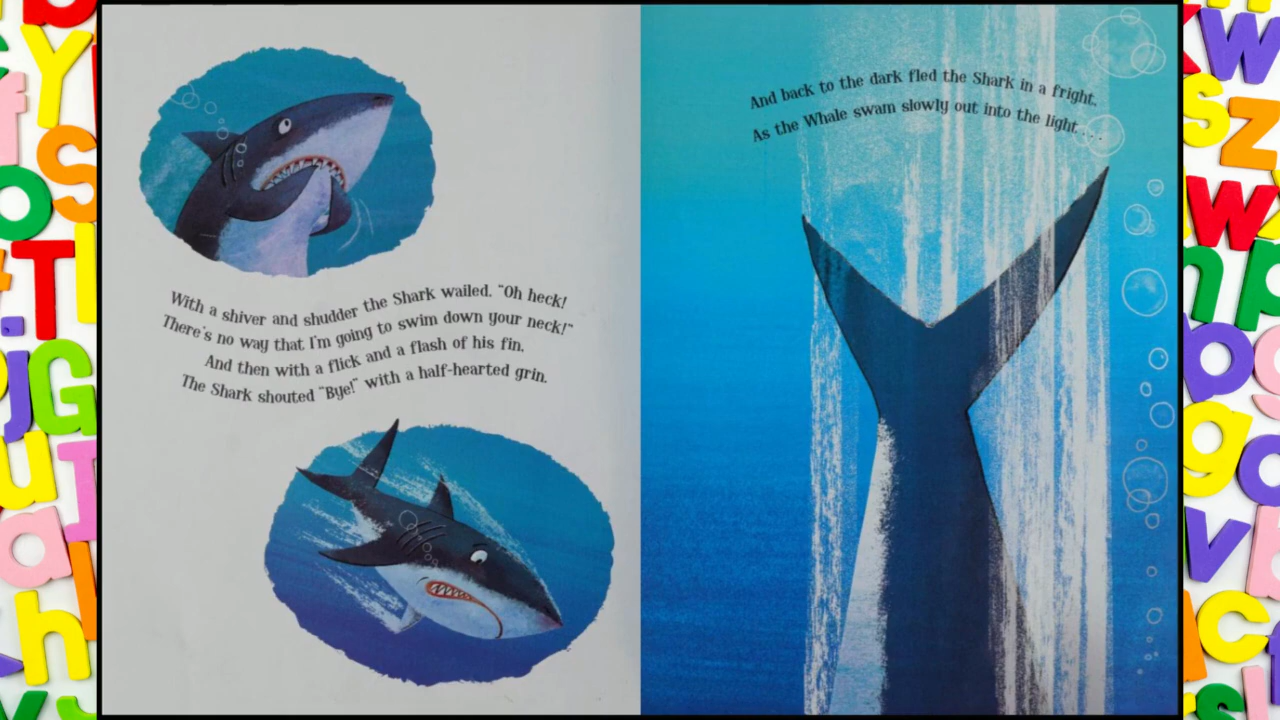 With a shiver and shudder the Shark wailed, "Oh heck!
There's no way that I'm going to swim down your neck!"
And then with a flick and a flash of his fin,
The Shark shouted "Bye!" with a half-hearted grin.
And back to the dark fled the Shark in a fright,
As the Whale swam slowly out into the light . . .